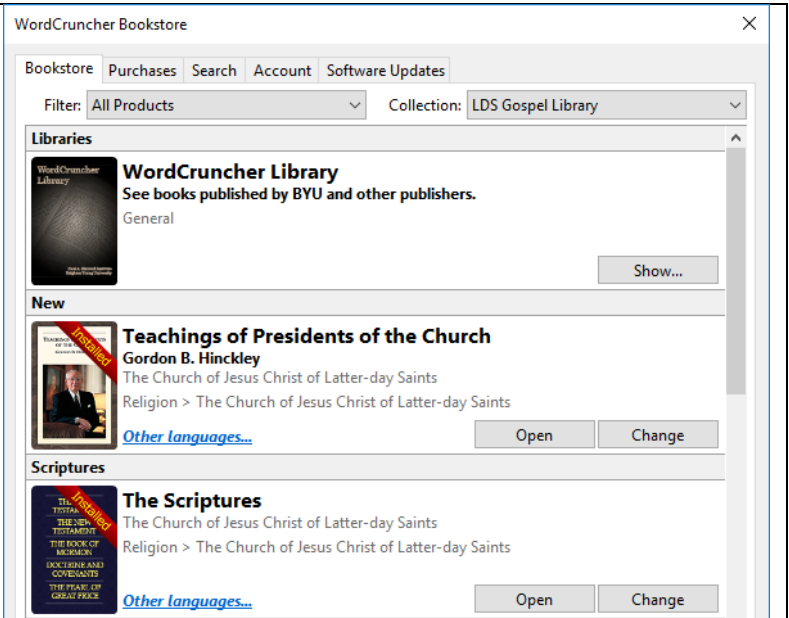 WordCruncher Bookstore
Bookstore Purchases Search Account Software Updates
Filter: All Products Collection: LDS Gospel Library
Libraries
WordCruncher
Library
WordCruncher Library
See books published by BYU and other publishers.
General
Show...
New
Installed
Teachings of Presidents of the Church
Gordon B. Hinckley
The Church of Jesus Christ of Latter-day Saints
Religion > The Church of Jesus Christ of Latter-day Saints
Other languages...
Open Change
Scriptures
Installed
THE NEW
TESTAMENT
THE BOOK OF
MORMON
DOCTRINE AND
COVENANTS
THE PEARL OF
GREAT PRICE
The Scriptures
The Church of Jesus Christ of Latter-day Saints
Religion > The Church of Jesus Christ of Latter-day Saints
Other languages...
Open Change